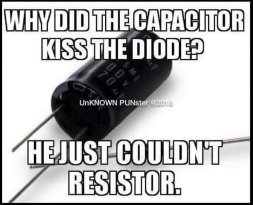 WHY DID THE CAPACITOR
KISS THE DIODE?
UnKNOWN PUNster @2018
HE JUST COULDN'T
RESISTOR.